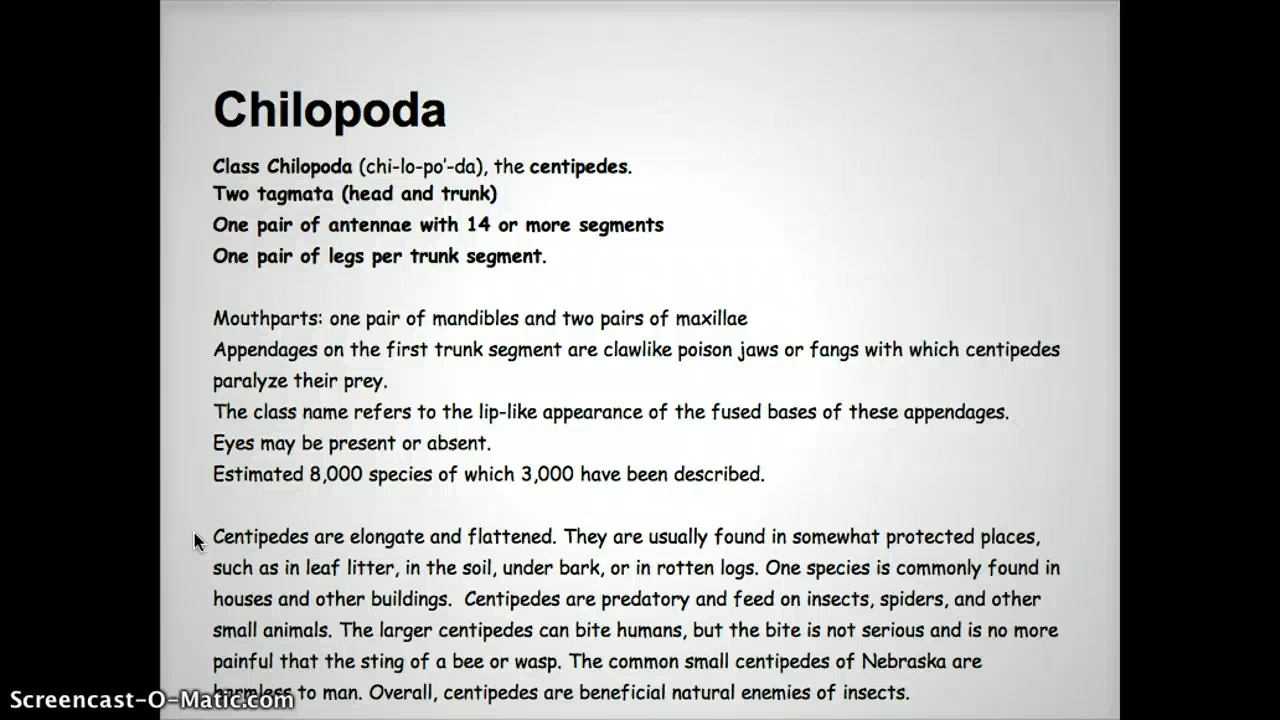 Chilopoda
Class Chilopoda (chi-lo-po'-da), the centipedes.
Two tagmata (head and trunk)
One pair of antennae with 14 or more segments
One pair of legs per trunk segment.
Mouthparts: one pair of mandibles and two pairs of maxillae
Appendages on the first trunk segment are clawlike poison jaws or fangs with which centipedes
paralyze their prey.
The class name refers to the lip-like appearance of the fused bases of these appendages.
Eyes may be present or absent.
Estimated 8,000 species of which 3,000 have been described.
Centipedes are elongate and flattened. They are usually found in somewhat protected places,
such as in leaf litter, in the soil, under bark, or in rotten logs. One species is commonly found in
houses and other buildings.  Centipedes are predatory and feed on insects, spiders, and other
small animals. The larger centipedes can bite humans, but the bite is not serious and is no more
painful that the sting of a bee or wasp. The common small centipedes of Nebraska are
harmless to man. Overall, centipedes are beneficial natural enemies of insects.
Screencast-O-Matic.com